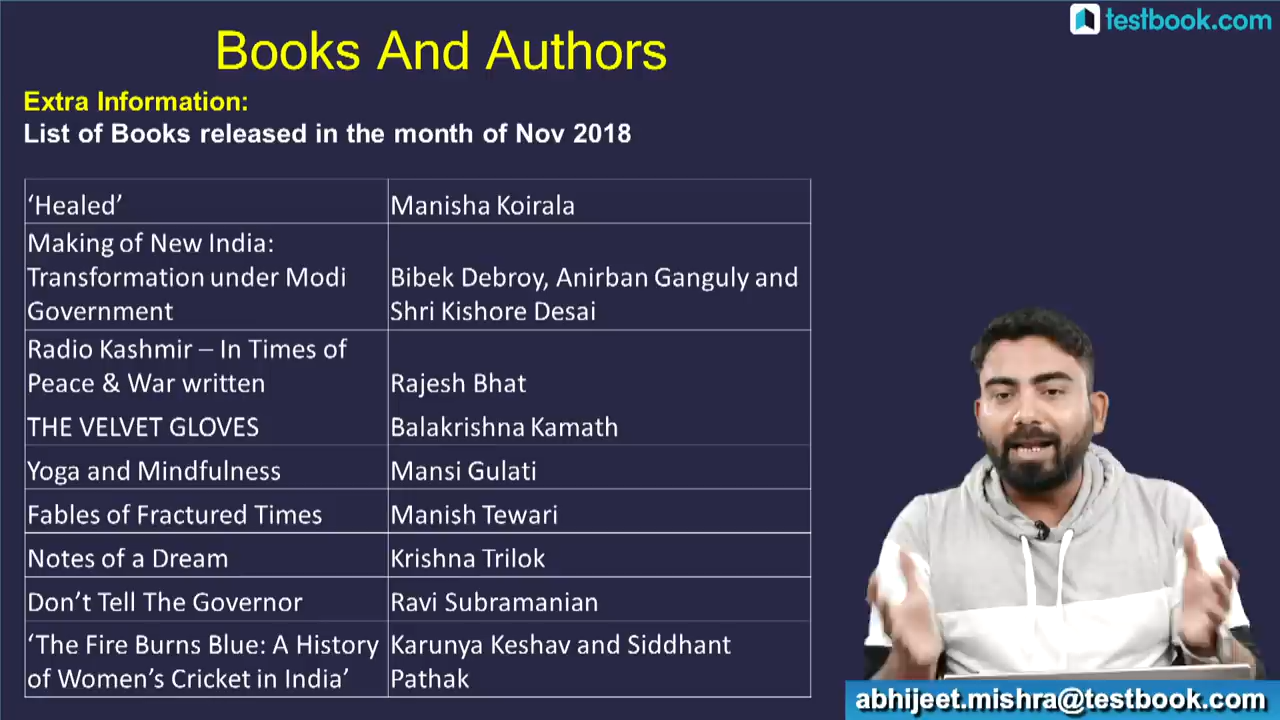 testbook.com
Books And Authors
Extra Information:
List of Books released in the month of Nov 2018
‘Healed’
Manisha Koirala
Making of New India:
Transformation under Modi
Government
Bibek Debroy, Anirban Ganguly and
Shri Kishore Desai
Radio Kashmir – In Times of
Peace & War written
Rajesh Bhat
THE VELVET GLOVES
Balakrishna Kamath
Yoga and Mindfulness
Mansi Gulati
Fables of Fractured Times
Manish Tewari
Notes of a Dream
Krishna Trilok
Don’t Tell The Governor
Ravi Subramanian
‘The Fire Burns Blue: A History
of Women’s Cricket in India’
Karunya Keshav and Siddhant
Pathak
abhijeet.mishra@testbook.com